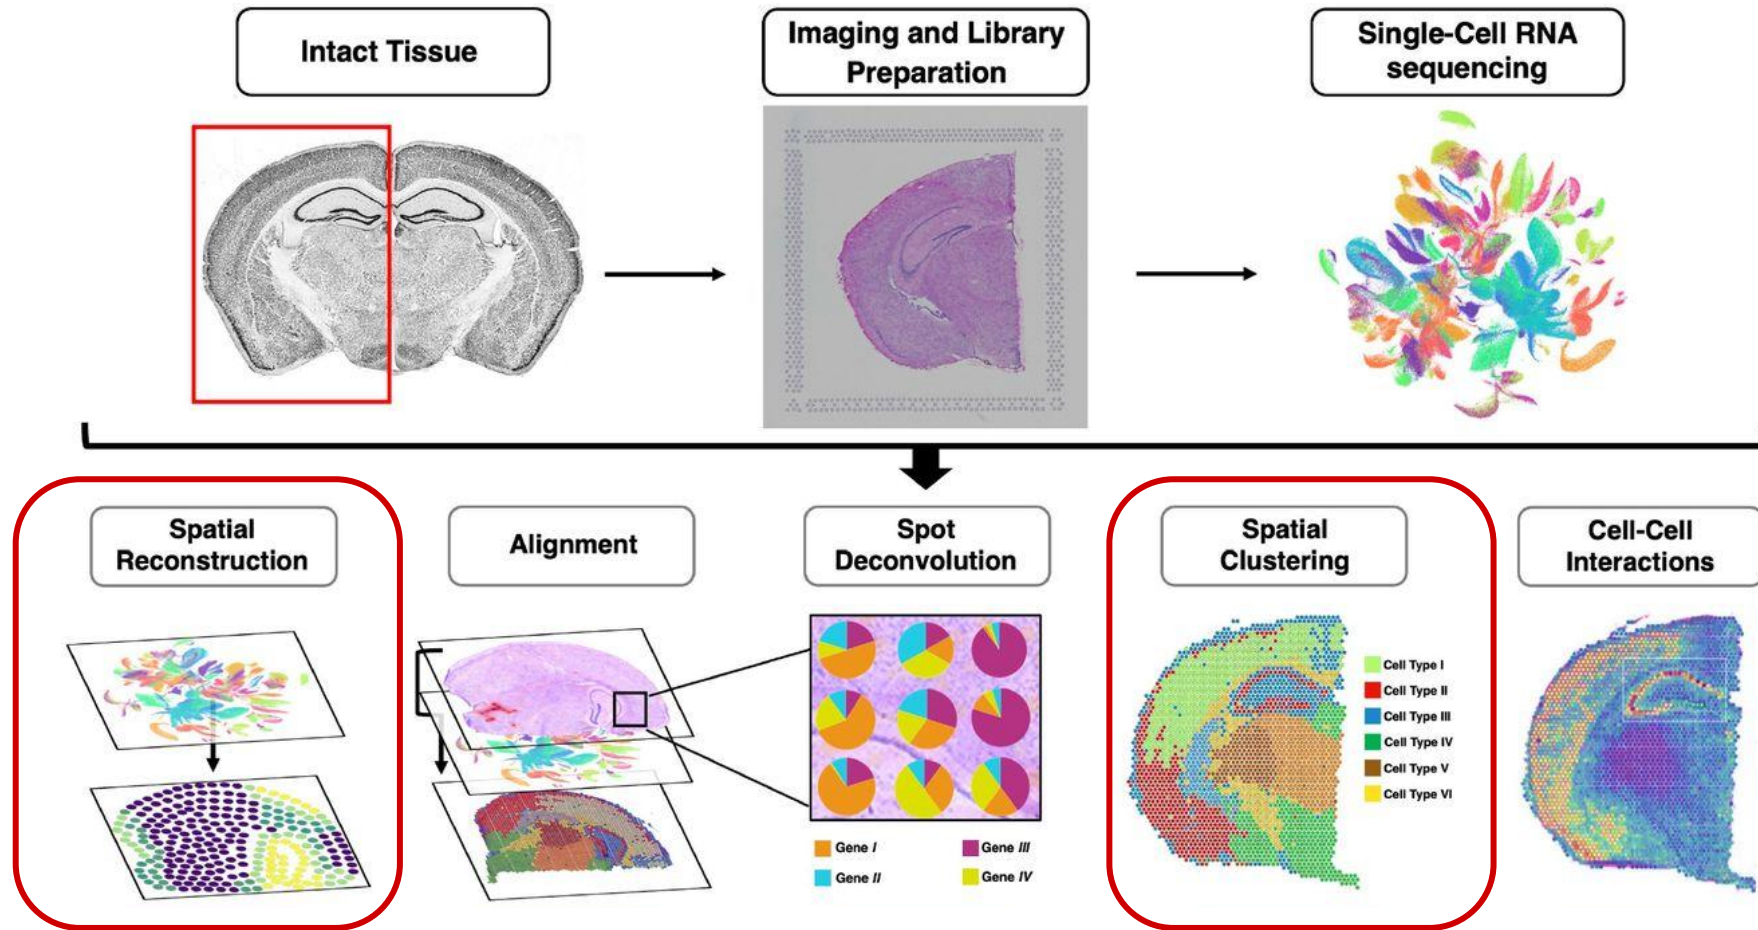 Intact Tissue
Imaging and Library
Preparation
Single-Cell RNA
sequencing
Spatial
Reconstruction
Alignment
Spot
Deconvolution
Spatial
Clustering
Cell-Cell
Interactions
Cell Type I
Cell Type II
Cell Type III
Cell Type IV
Cell Type V
Cell Type VI
Gene I
Gene III
Gene II
Gene IV